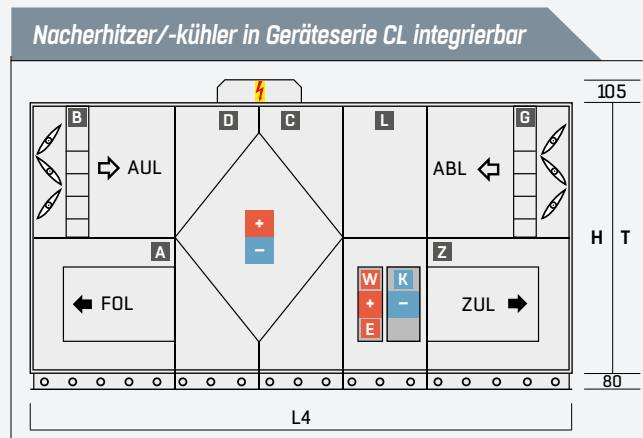 Nacherhitzer/-kühler in Geräteserie CL integrierbar
105
B D C L G
AUL ABL
+
−
H T
A Z
W K
+ −
E
FOL ZUL
80
L4